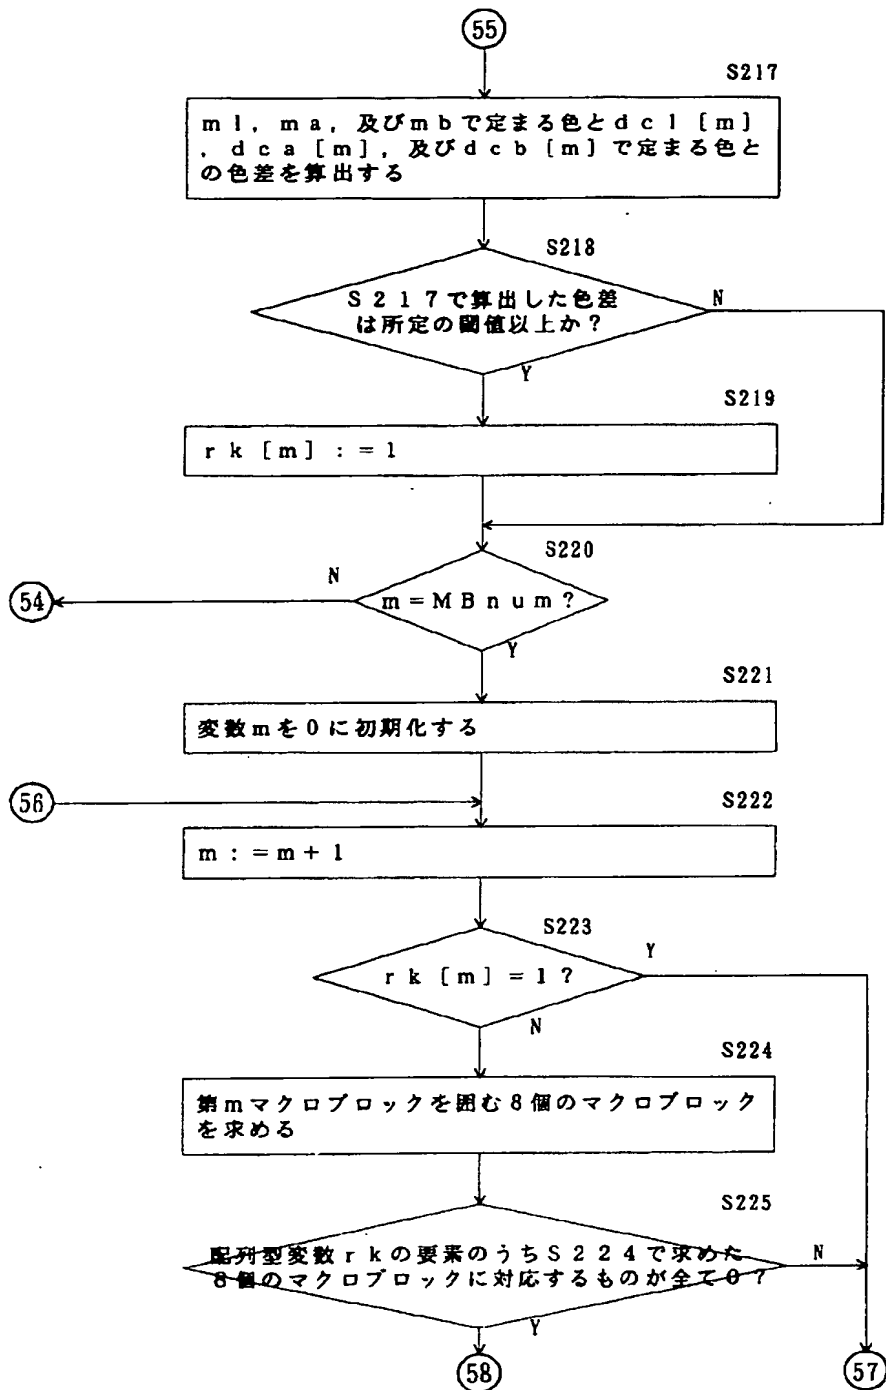 55
S217
ml，ma，及びmbで定まる色とdcl［m］
，dca［m］，及びdcb［m］で定まる色と
の色差を算出する
S218
S217で算出した色差
は所定の閾値以上か？
N
Y
S219
rk［m］：＝1
S220
N
54
m＝MBnum？
Y
S221
変数mを0に初期化する
56
S222
m：＝m＋1
S223
Y
rk［m］＝1？
N
S224
第mマクロブロックを囲む8個のマクロブロック
を求める
S225
配列型変数rkの要素のうちS224で求めた
8個のマクロブロックに対応するものが全て0？
N
Y
58
57